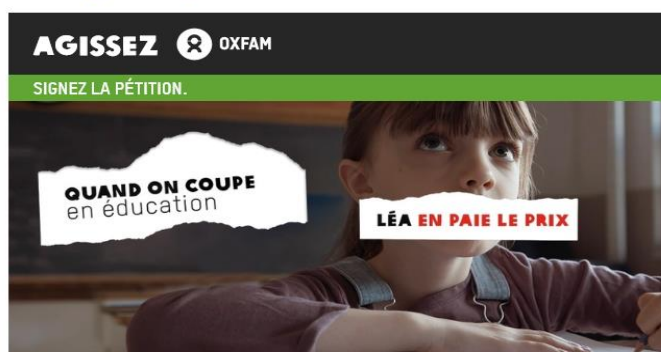 AGISSEZ OXFAM
SIGNEZ LA PÉTITION.
QUAND ON COUPE
en éducation
LÉA EN PAIE LE PRIX